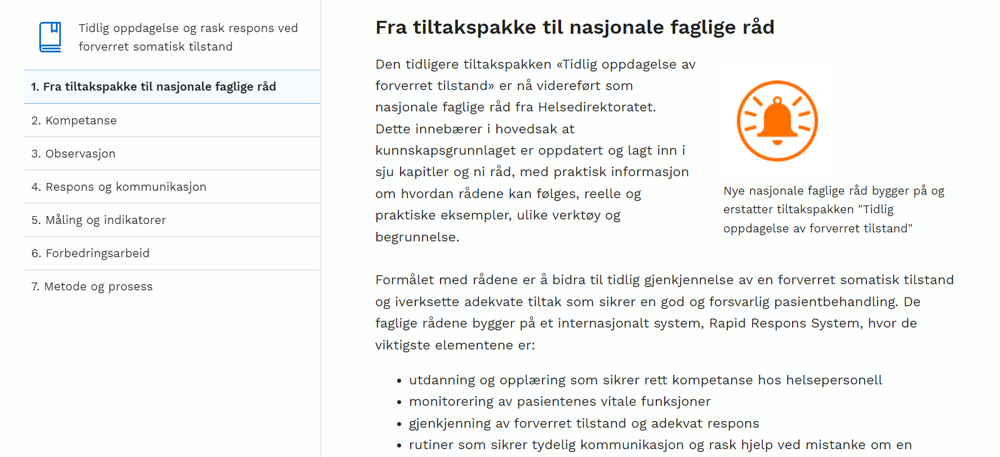 Tidlig oppdagelse og rask respons ved
forverret somatisk tilstand
1. Fra tiltakspakke til nasjonale faglige råd
2. Kompetanse
3. Observasjon
4. Respons og kommunikasjon
5. Måling og indikatorer
6. Forbedringsarbeid
7. Metode og prosess
Fra tiltakspakke til nasjonale faglige råd
Den tidligere tiltakspakken «Tidlig oppdagelse av
forverret tilstand» er nå videreført som
nasjonale faglige råd fra Helsedirektoratet.
Dette innebærer i hovedsak at
kunnskapsgrunnlaget er oppdatert og lagt inn i
sju kapitler og ni råd, med praktisk informasjon
om hvordan rådene kan følges, reelle og
praktiske eksempler, ulike verktøy og
begrunnelse.
Nye nasjonale faglige råd bygger på og
erstatter tiltakspakken "Tidlig
oppdagelse av forverret tilstand"
Formålet med rådene er å bidra til tidlig gjenkjennelse av en forverret somatisk tilstand
og iverksette adekvate tiltak som sikrer en god og forsvarlig pasientbehandling. De
faglige rådene bygger på et internasjonalt system, Rapid Respons System, hvor de
viktigste elementene er:
• utdanning og opplæring som sikrer rett kompetanse hos helsepersonell
• monitorering av pasientenes vitale funksjoner
• gjenkjenning av forverret tilstand og adekvat respons
• rutiner som sikrer tydelig kommunikasjon og rask hjelp ved mistanke om en